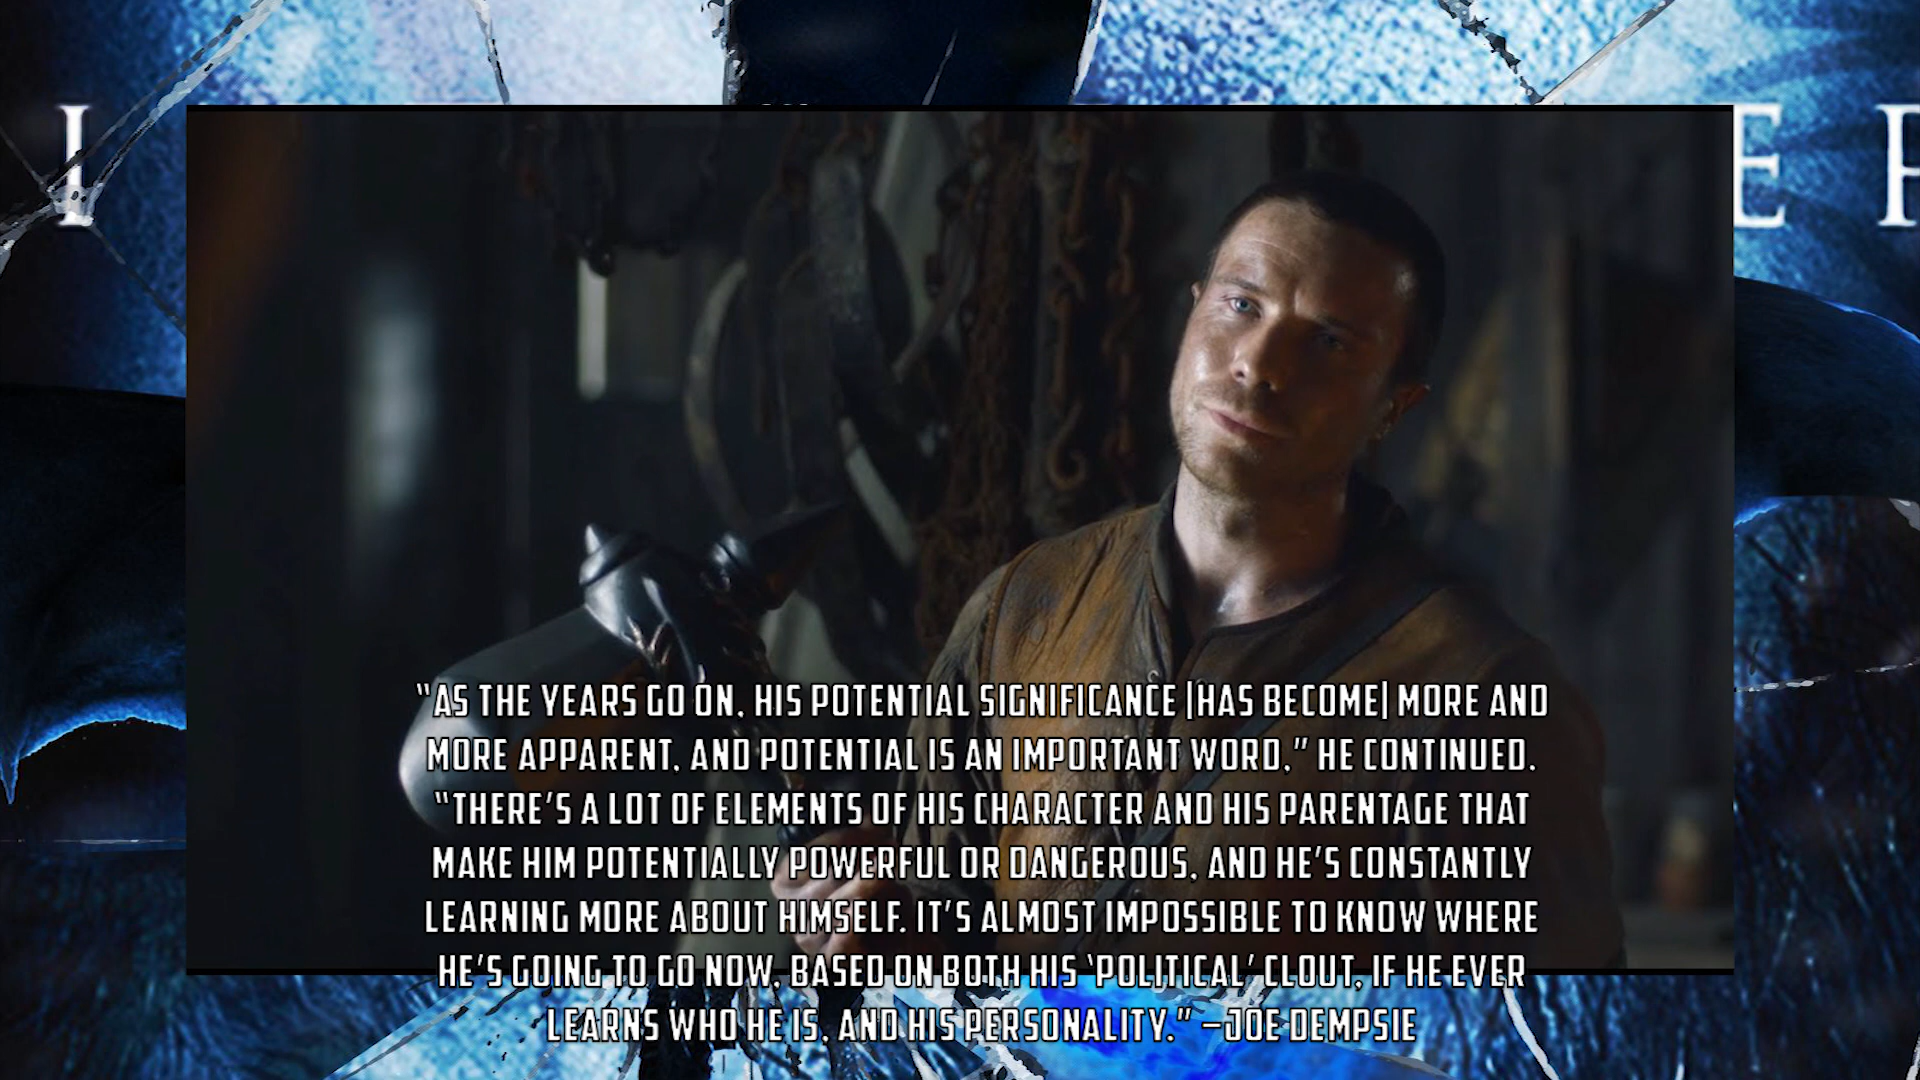 I E R
“AS THE YEARS GO ON, HIS POTENTIAL SIGNIFICANCE [HAS BECOME] MORE AND
MORE APPARENT, AND POTENTIAL IS AN IMPORTANT WORD,” HE CONTINUED.
“THERE’S A LOT OF ELEMENTS OF HIS CHARACTER AND HIS PARENTAGE THAT
MAKE HIM POTENTIALLY POWERFUL OR DANGEROUS, AND HE’S CONSTANTLY
LEARNING MORE ABOUT HIMSELF. IT’S ALMOST IMPOSSIBLE TO KNOW WHERE
HE’S GOING TO GO NOW, BASED ON BOTH HIS ‘POLITICAL’ CLOUT, IF HE EVER
LEARNS WHO HE IS, AND HIS PERSONALITY.” –JOE DEMPSIE